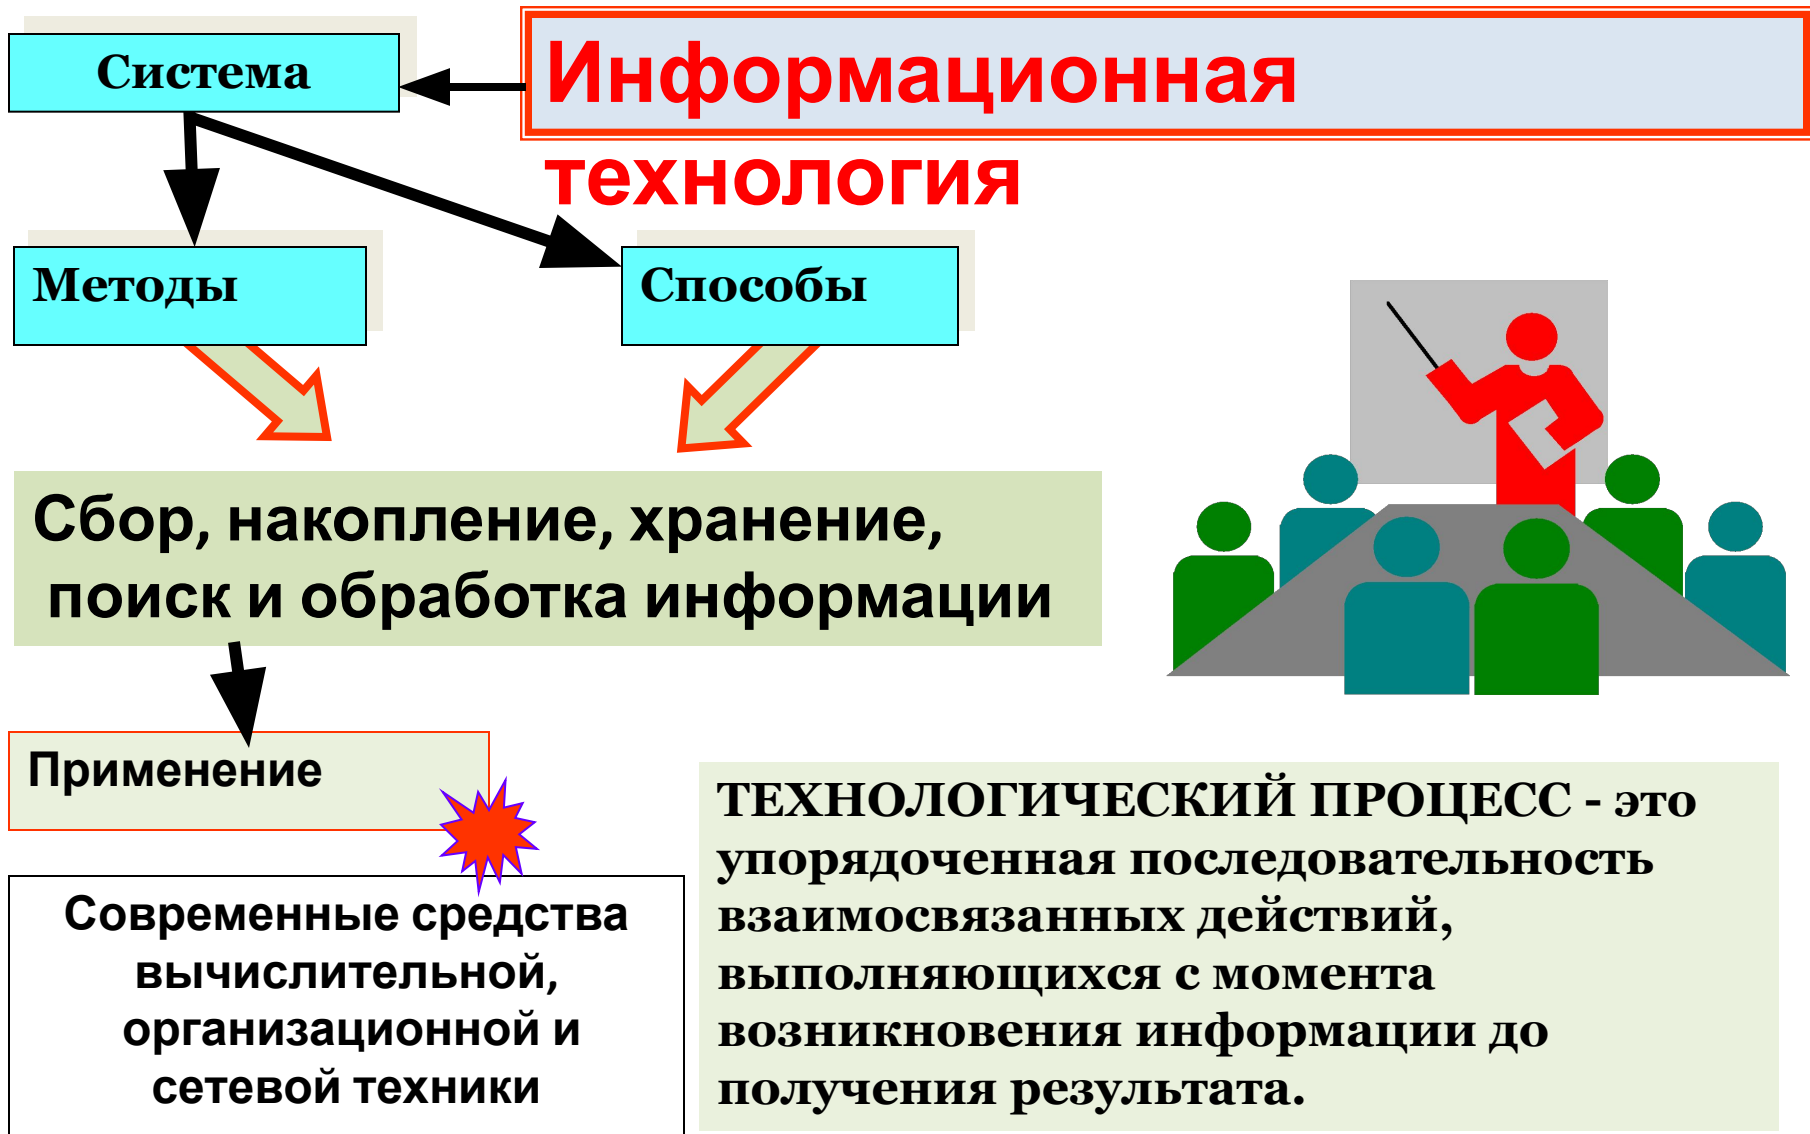 Система
Информационная
технология
Методы
Способы
Сбор, накопление, хранение,
поиск и обработка информации
Применение
Современные средства
вычислительной,
организационной и
сетевой техники
ТЕХНОЛОГИЧЕСКИЙ ПРОЦЕСС - это
упорядоченная последовательность
взаимосвязанных действий,
выполняющихся с момента
возникновения информации до
получения результата.